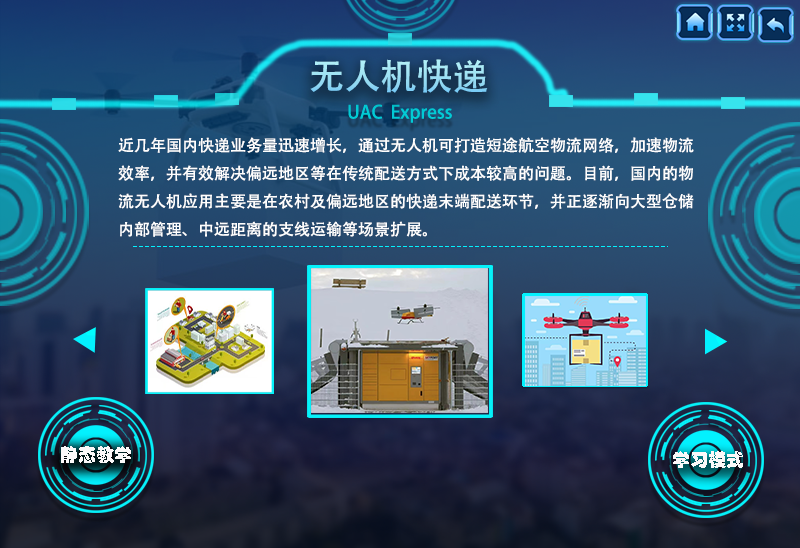 无人机快递
UAC Express
近几年国内快递业务量迅速增长，通过无人机可打造短途航空物流网络，加速物流
效率，并有效解决偏远地区等在传统配送方式下成本较高的问题。目前，国内的物
流无人机应用主要是在农村及偏远地区的快递末端配送环节，并正逐渐向大型仓储
内部管理、中远距离的支线运输等场景扩展。
静态教学
学习模式